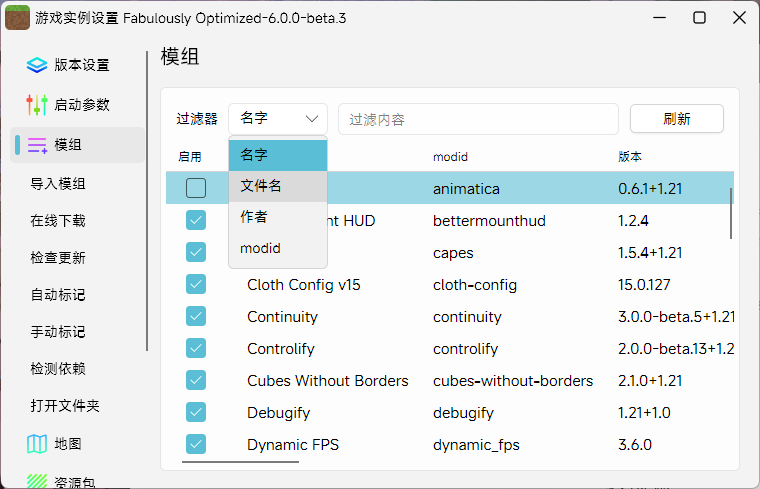 游戏实例设置 Fabulously Optimized-6.0.0-beta.3
版本设置
启动参数
模组
导入模组
在线下载
检查更新
自动标记
手动标记
检测依赖
打开文件夹
地图
资源包
模组
过滤器 名字 过滤内容 刷新
名字
文件名
作者
modid
启用 modid 版本
animatica 0.6.1+1.21
nt HUD bettermounthud 1.2.4
capes 1.5.4+1.21
Cloth Config v15 cloth-config 15.0.127
Continuity continuity 3.0.0-beta.5+1.21
Controlify controlify 2.0.0-beta.13+1.2
Cubes Without Borders cubes-without-borders 2.1.0+1.21
Debugify debugify 1.21+1.0
Dynamic FPS dynamic_fps 3.6.0